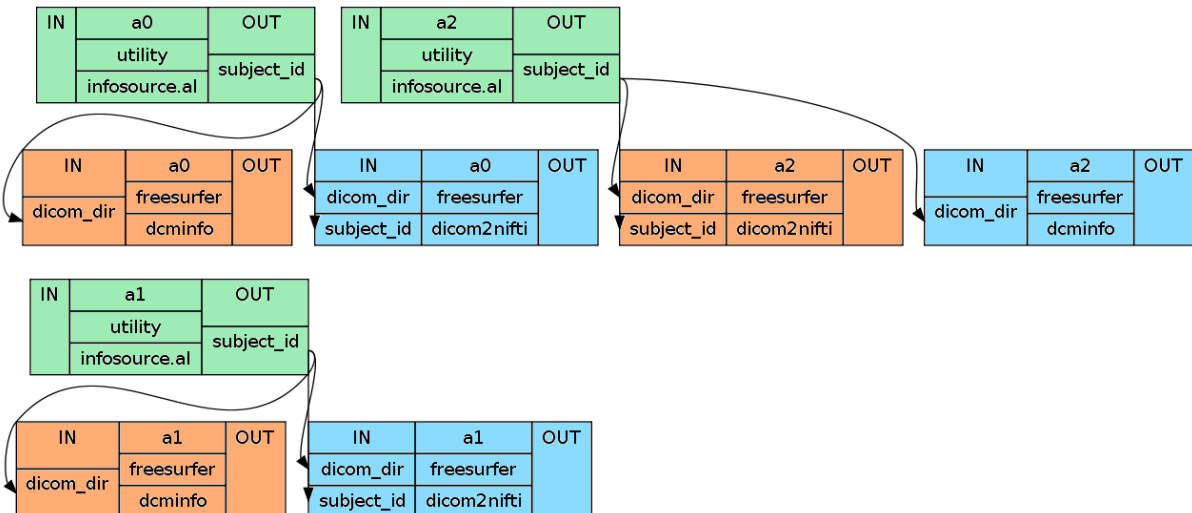 IN a0 OUT IN a2 OUT
utility utility
subject_id subject_id
infosource.aI infosource.aI
IN a0 OUT IN a0 OUT IN a2 OUT IN a2 OUT
freesurfer dicom_dir freesurfer dicom_dir freesurfer freesurfer
dicom_dir dicom_dir
dcminfo subject_id dicom2nifti subject_id dicom2nifti dcminfo
IN a1 OUT
utility
subject_id
infosource.aI
IN a1 OUT IN a1 OUT
freesurfer dicom_dir freesurfer
dicom_dir
dcminfo subject_id dicom2nifti